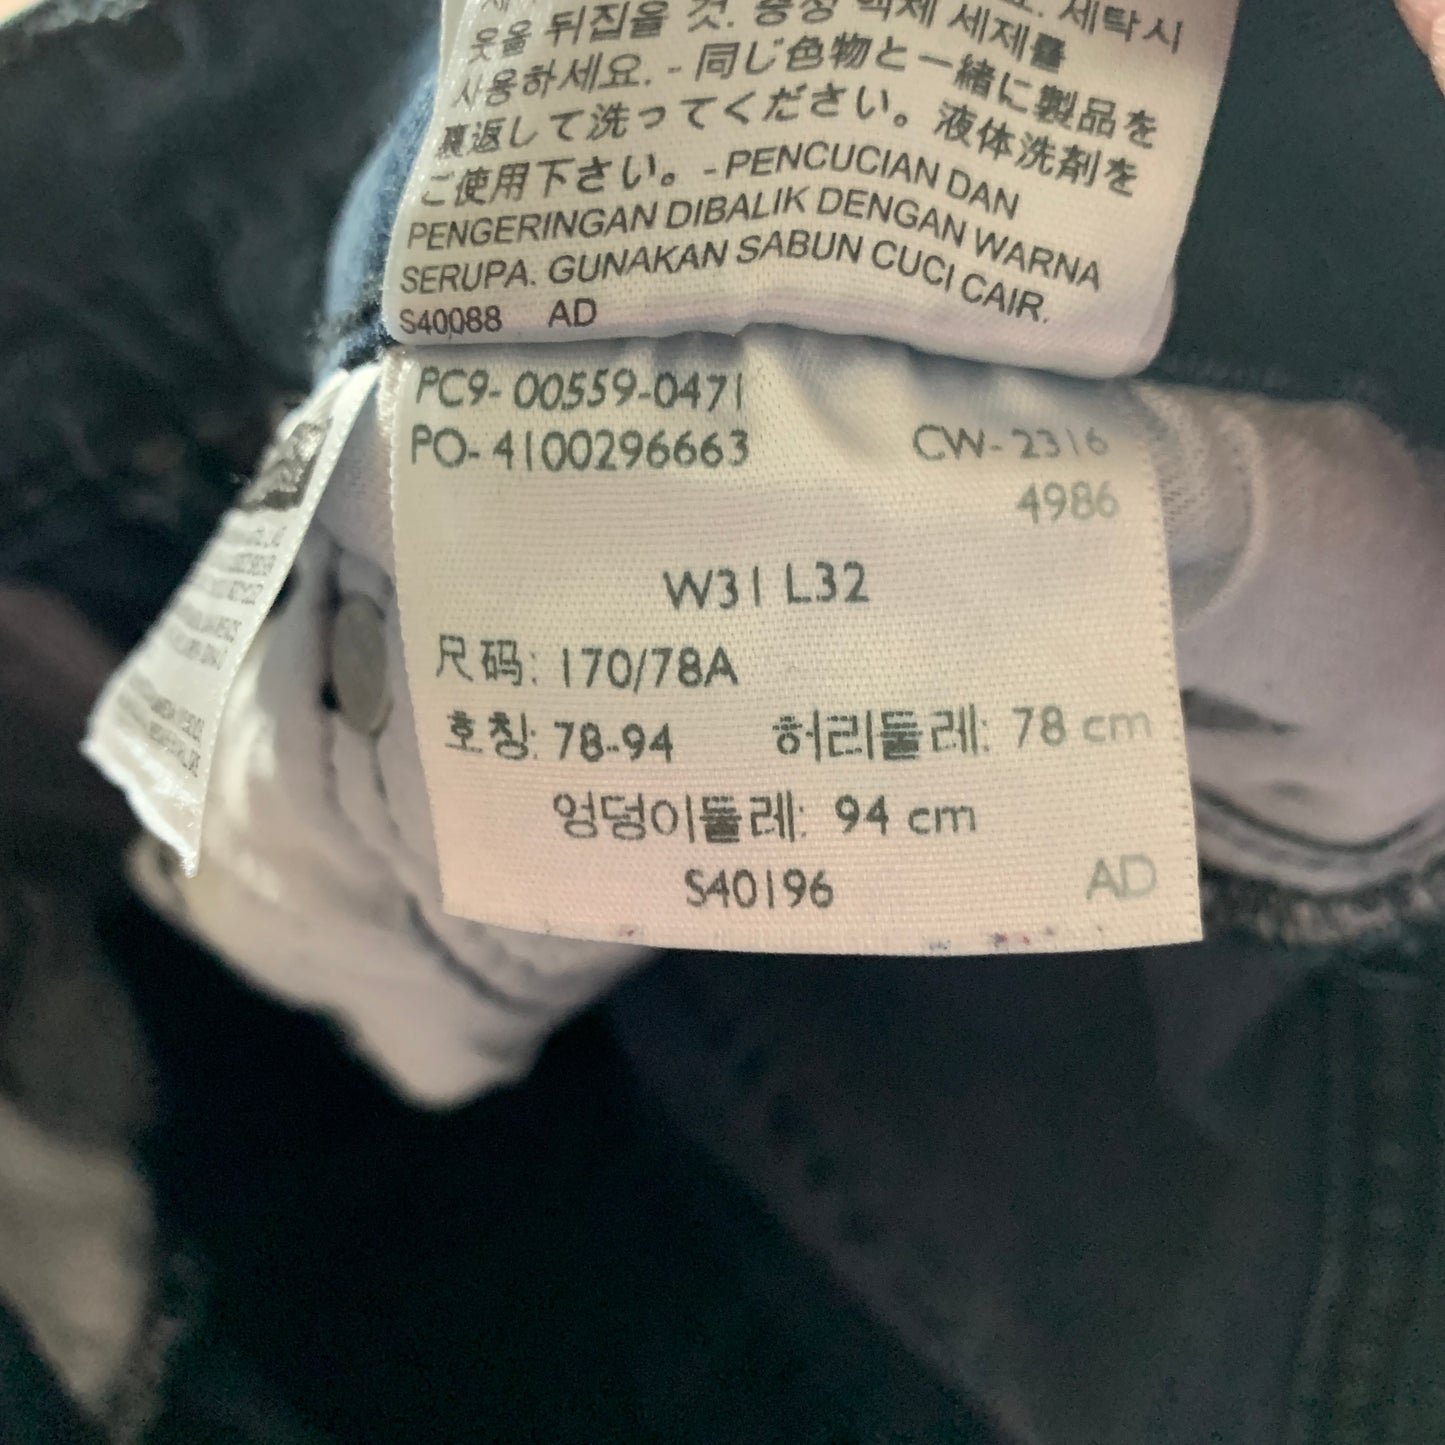 옷을 뒤집을 것. 중성 액체 세제를
세탁시
사용하세요. - 同じ色物と一緒に製品を
裏返して洗ってください。液体洗剤を
ご使用下さい。- PENCUCIAN DAN
PENGERINGAN DIBALIK DENGAN WARNA
SERUPA. GUNAKAN SABUN CUCI CAIR.
S40088 AD
PC9- 00559-0471
PO- 4100296663 CW- 2316
4986
W31 L32
尺码: 170/78A
호칭: 78-94 허리둘레: 78 cm
엉덩이둘레: 94 cm
S40196 AD